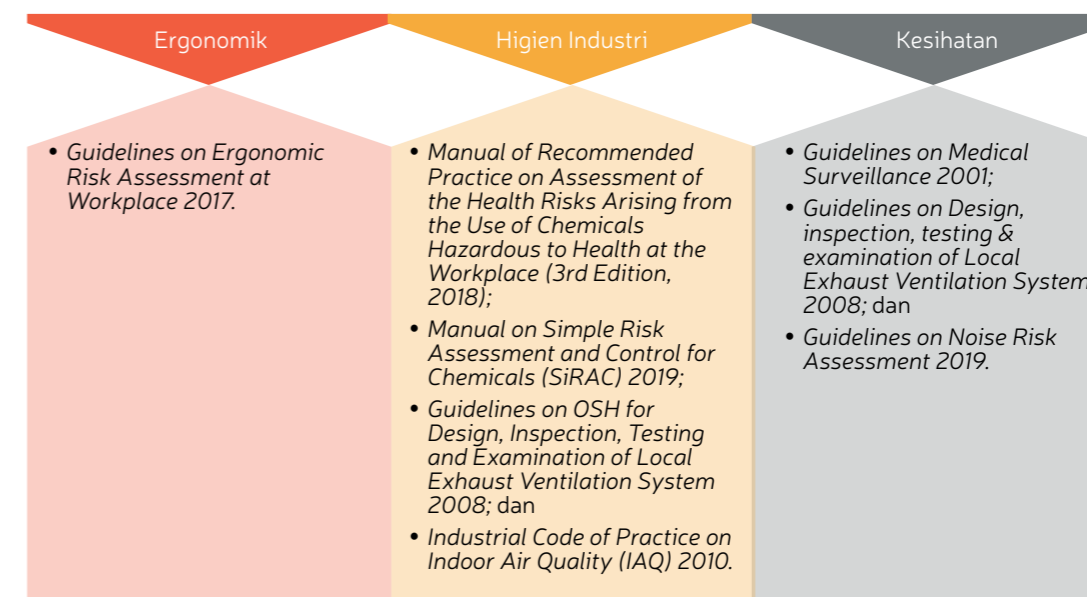 Ergonomik
• Guidelines on Ergonomic
Risk Assessment at
Workplace 2017.
Higien Industri
• Manual of Recommended
Practice on Assessment of
the Health Risks Arising from
the Use of Chemicals
Hazardous to Health at the
Workplace (3rd Edition,
2018);
• Manual on Simple Risk
Assessment and Control for
Chemicals (SiRAC) 2019;
• Guidelines on OSH for
Design, Inspection, Testing
and Examination of Local
Exhaust Ventilation System
2008; dan
• Industrial Code of Practice on
Indoor Air Quality (IAQ) 2010.
Kesihatan
• Guidelines on Medical
Surveillance 2001;
• Guidelines on Design,
inspection, testing &
examination of Local
Exhaust Ventilation System
2008; dan
• Guidelines on Noise Risk
Assessment 2019.